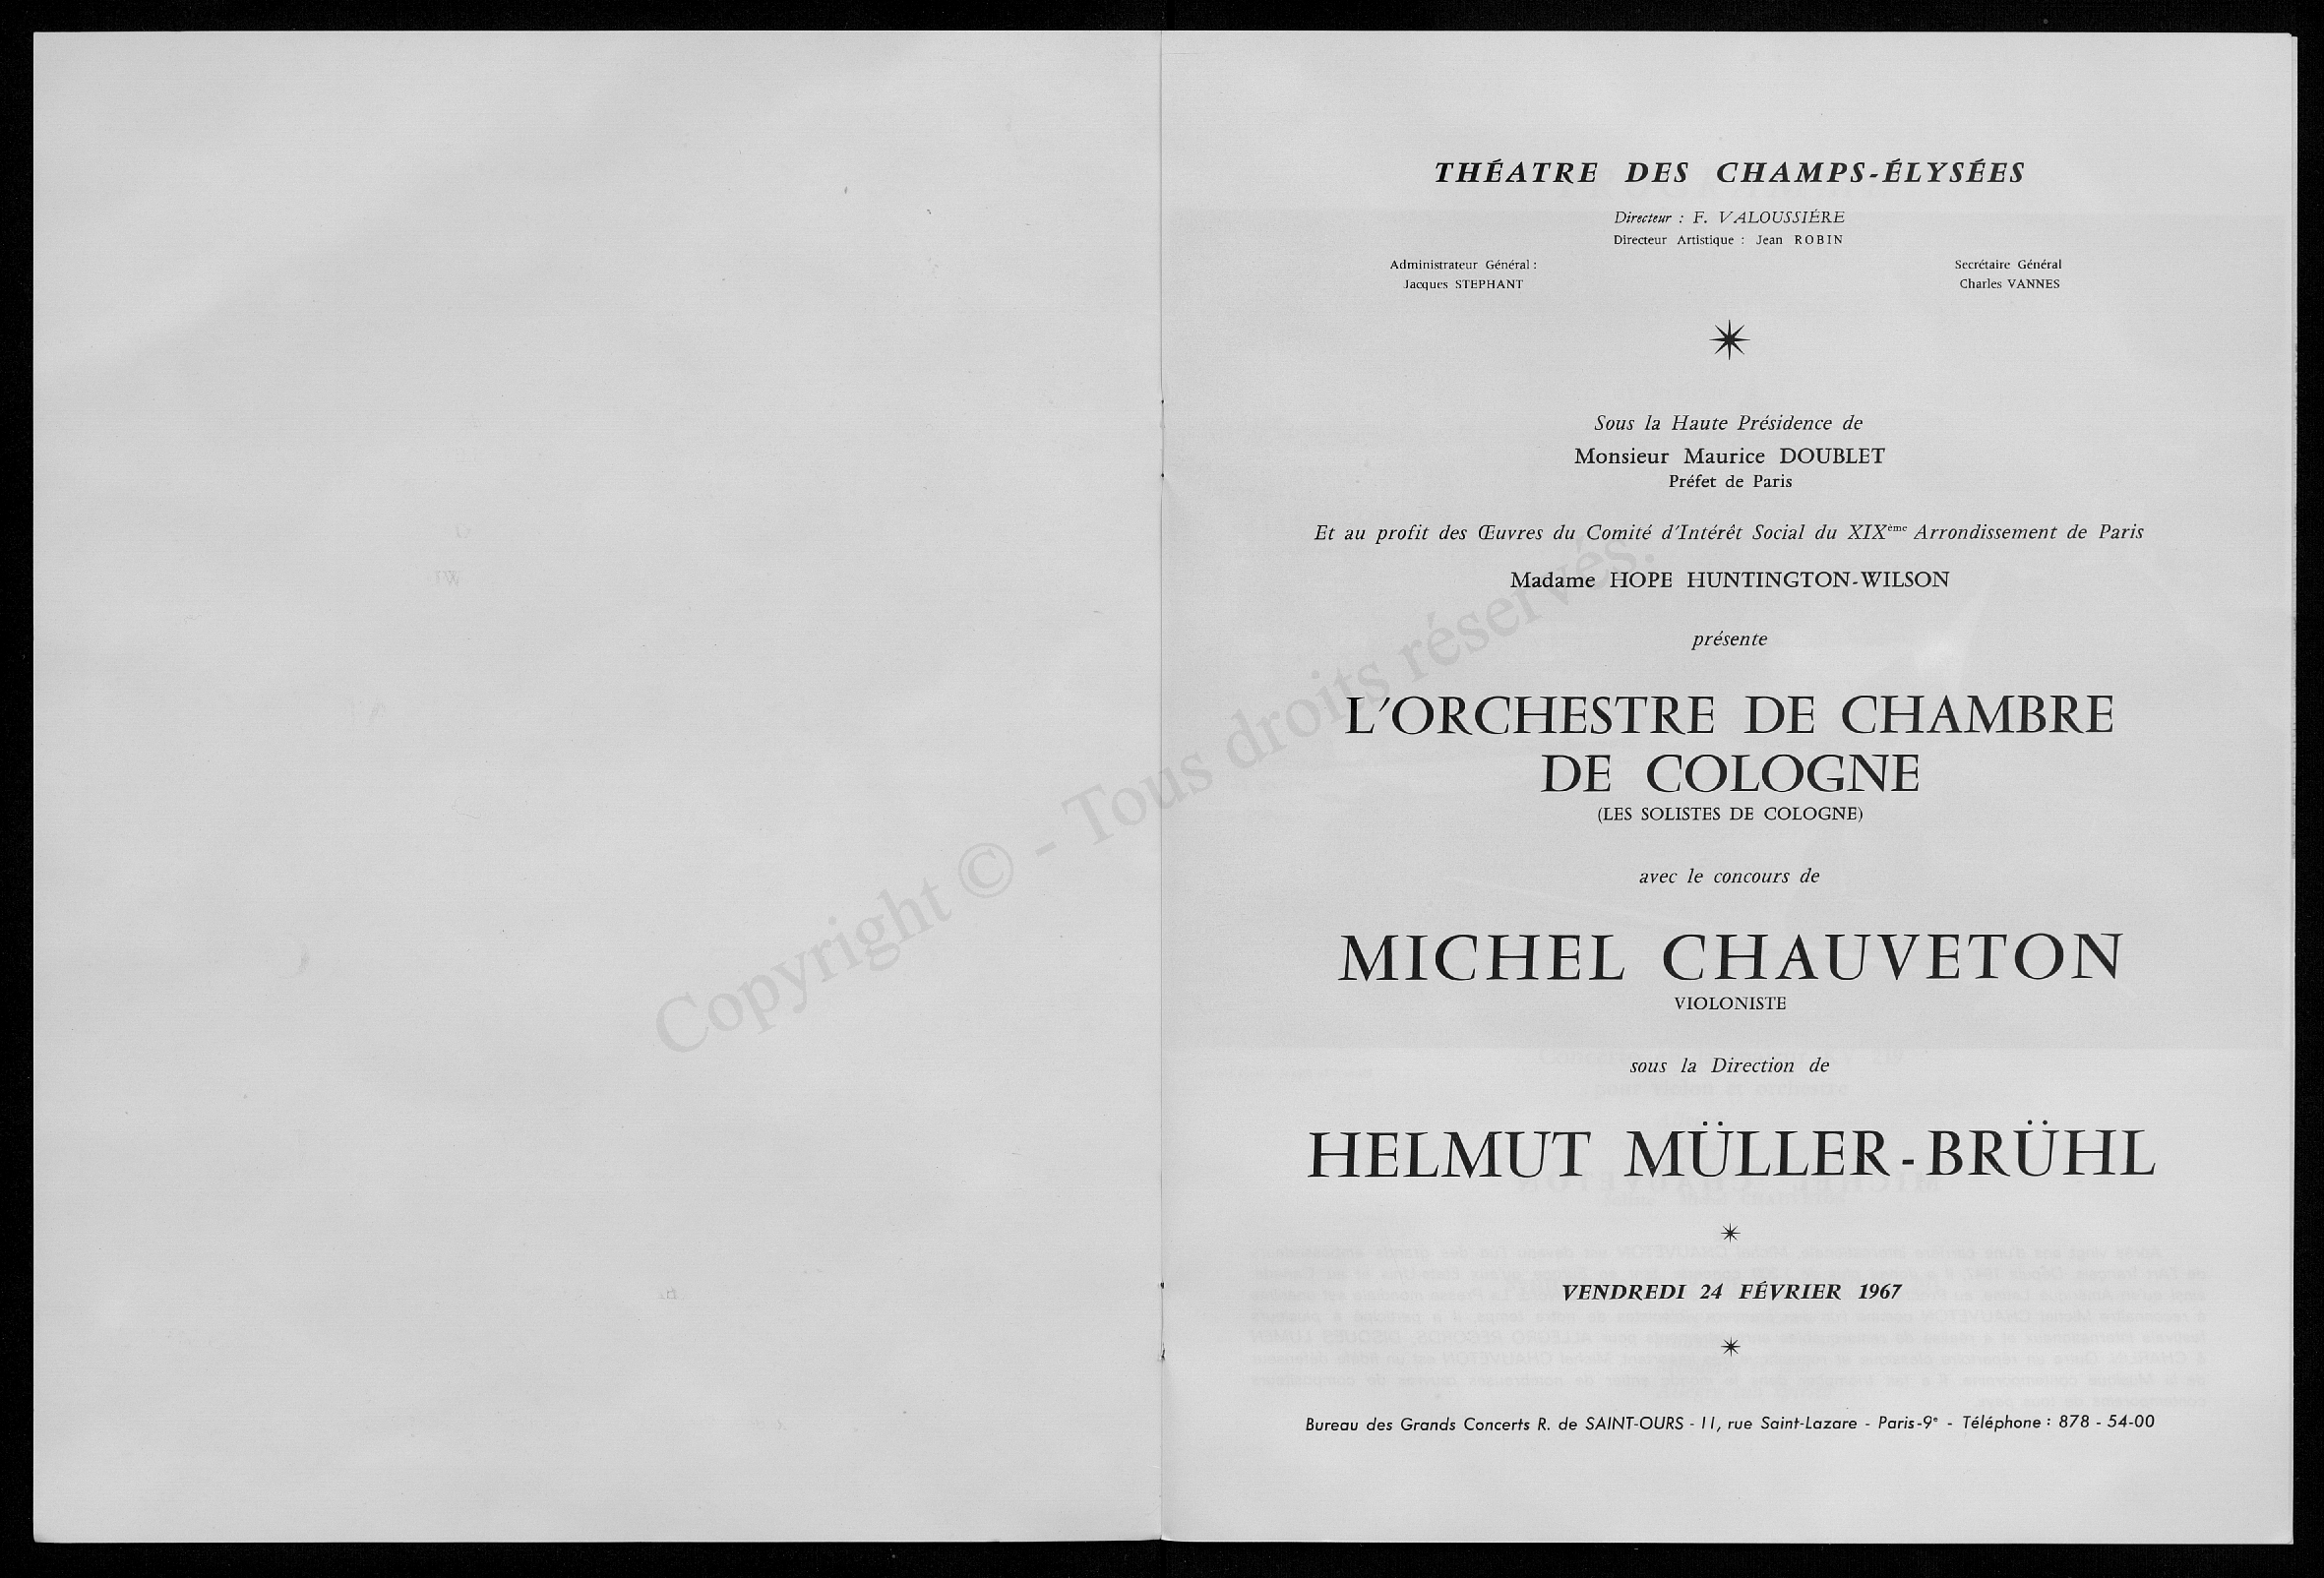 THÉATRE DES CHAMPS-ÉLYSÉES
Directeur : F. VALOUSSIÉRE
Directeur Artistique : Jean ROBIN
Administrateur Général :
Jacques STEPHANT
Secrétaire Général
Charles VANNES
Sous la Haute Présidence de
Monsieur Maurice DOUBLET
Préfet de Paris
Et au profit des Œuvres du Comité d'Intérêt Social du XIXème Arrondissement de Paris
Madame HOPE HUNTINGTON-WILSON
présente
L'ORCHESTRE DE CHAMBRE
DE COLOGNE
(LES SOLISTES DE COLOGNE)
avec le concours de
MICHEL CHAUVETON
VIOLONISTE
sous la Direction de
HELMUT MÜLLER-BRÜHL
VENDREDI 24 FÉVRIER 1967
Bureau des Grands Concerts R. de SAINT-OURS - 11, rue Saint-Lazare - Paris-9e - Téléphone : 878 - 54-00
Copyright © - Tous droits réservés.